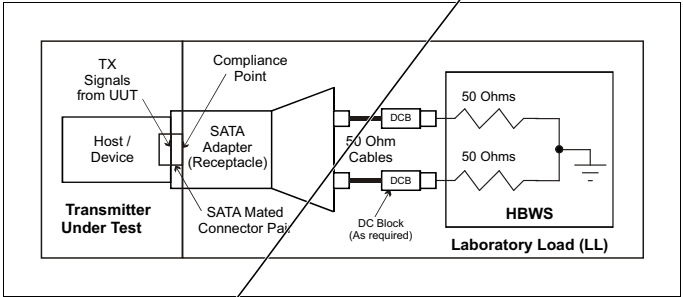 TX
Signals
from UUT
Compliance
Point
Host /
Device
SATA
Adapter
(Receptacle)
SATA Mated
Connector Pair
Transmitter
Under Test
DCB
50 Ohm
Cables
DCB
DC Block
(As required)
50 Ohms
50 Ohms
HBWS
Laboratory Load (LL)